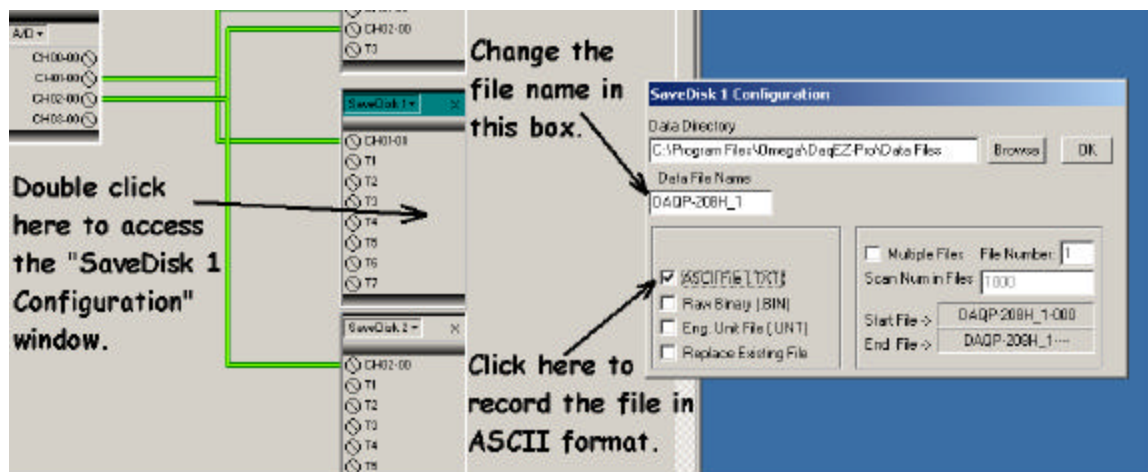 A/D
CH00-00
CH01-00
CH02-00
CH03-00
CH02-00
T3
SaveDisk 1
CH01-00
T1
T2
T3
T4
T5
T6
T7
SaveDisk 2
CH02-00
T1
T2
T3
T4
T5
Double click
here to access
the "SaveDisk 1
Configuration"
window.
Change the
file name in
this box.
Click here to
record the file in
ASCII format.
SaveDisk 1 Configuration
Data Directory
C:\Program Files\Omega\DaqEZ-Pro\Data Files
Browse
OK
Data File Name
DAQP-208H_1
ASCII File [.TXT]
Raw Binary [.BIN]
Eng. Unit File [.UNT]
Replace Existing File
Multiple Files File Number: 1
Scan Num in Files: 1000
Start File -> DAQP-208H_1-000
End File -> DAQP-208H_1----